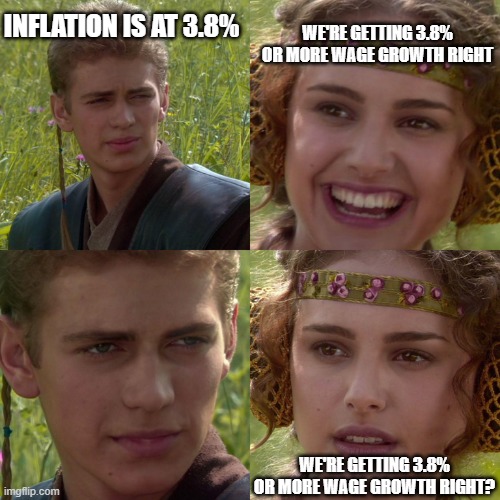 INFLATION IS AT 3.8%
WE'RE GETTING 3.8%
OR MORE WAGE GROWTH RIGHT
WE'RE GETTING 3.8%
OR MORE WAGE GROWTH RIGHT?
imgflip.com